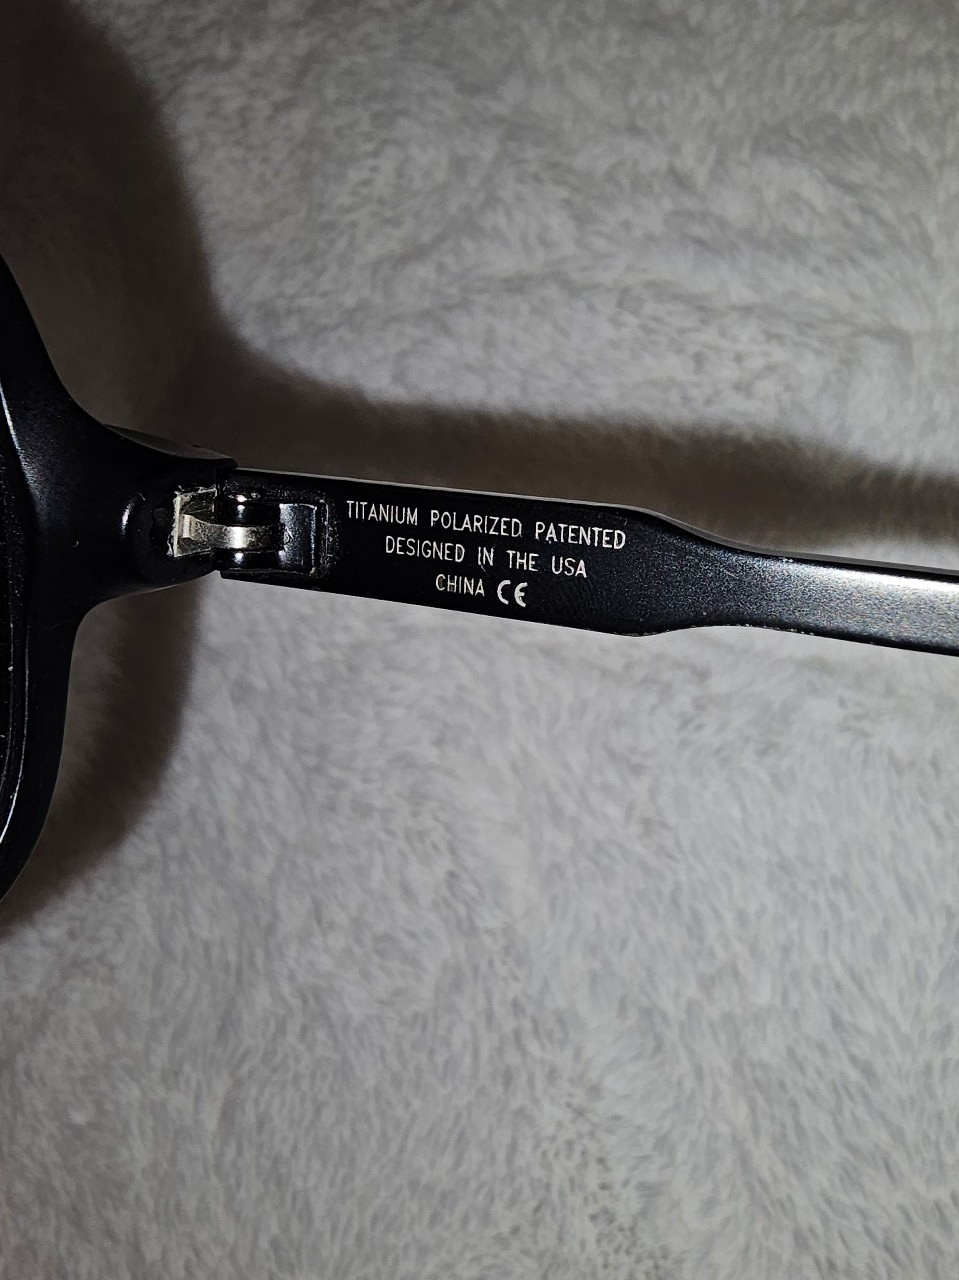 TITANIUM POLARIZED PATENTED
DESIGNED IN THE USA
CHINA CE